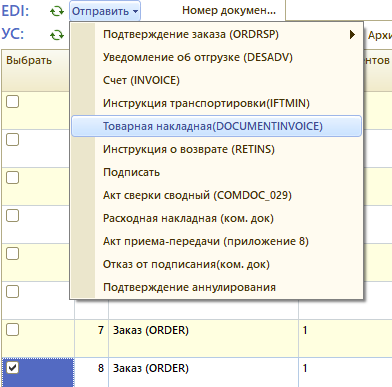 EDI: Отправить Номер докумен...
УС: Архи
Выбрать ентов
Подтверждение заказа (ORDRSP)
Уведомление об отгрузке (DESADV)
Счет (INVOICE)
Инструкция транспортировки(IFTMIN)
Товарная накладная(DOCUMENTINVOICE)
Инструкция о возврате (RETINS)
Подписать
Акт сверки сводный (COMDOC_029)
Расходная накладная (ком. док)
Акт приема-передачи (приложение 8)
Отказ от подписания(ком. док)
Подтверждение аннулирования
7 Заказ (ORDER) 1
8 Заказ (ORDER) 1